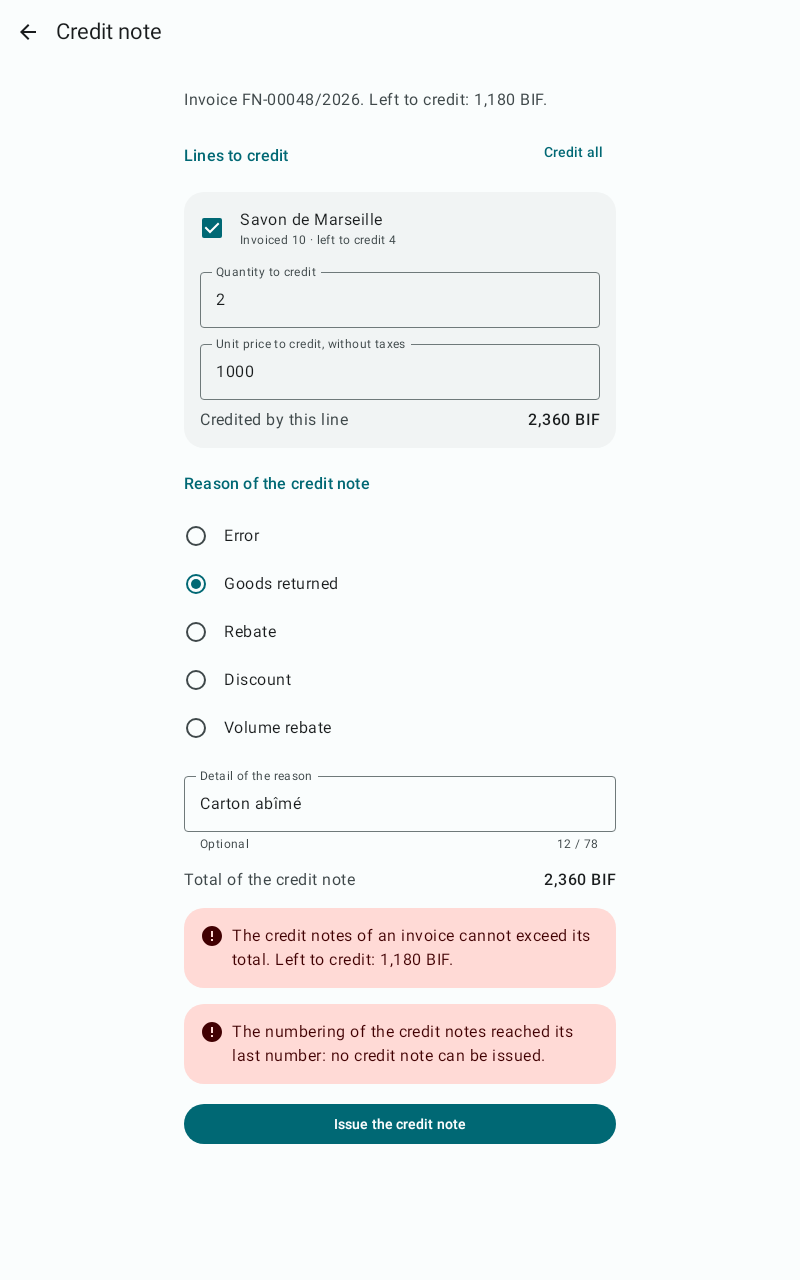 Credit note
Invoice FN-00048/2026. Left to credit: 1,180 BIF.
Lines to credit
Credit all
Savon de Marseille
Invoiced 10 · left to credit 4
Quantity to credit
2
Unit price to credit, without taxes
1000
Credited by this line
2,360 BIF
Reason of the credit note
Error
Goods returned
Rebate
Discount
Volume rebate
Detail of the reason
Carton abîmé
Optional
12 / 78
Total of the credit note
2,360 BIF
The credit notes of an invoice cannot exceed its
total. Left to credit: 1,180 BIF.
The numbering of the credit notes reached its
last number: no credit note can be issued.
Issue the credit note